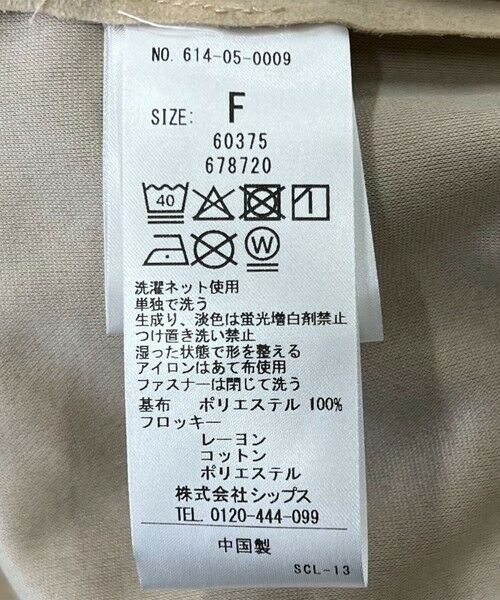 NO. 614-05-0009
SIZE: F
60375
678720
40
W
洗濯ネット使用
単独で洗う
生成り、淡色は蛍光増白剤禁止
つけ置き洗い禁止
湿った状態で形を整える
アイロンはあて布使用
ファスナーは閉じて洗う
基布 ポリエステル 100%
フロッキー
レーヨン
コットン
ポリエステル
株式会社シップス
TEL. 0120-444-099
中国製
SCL-13